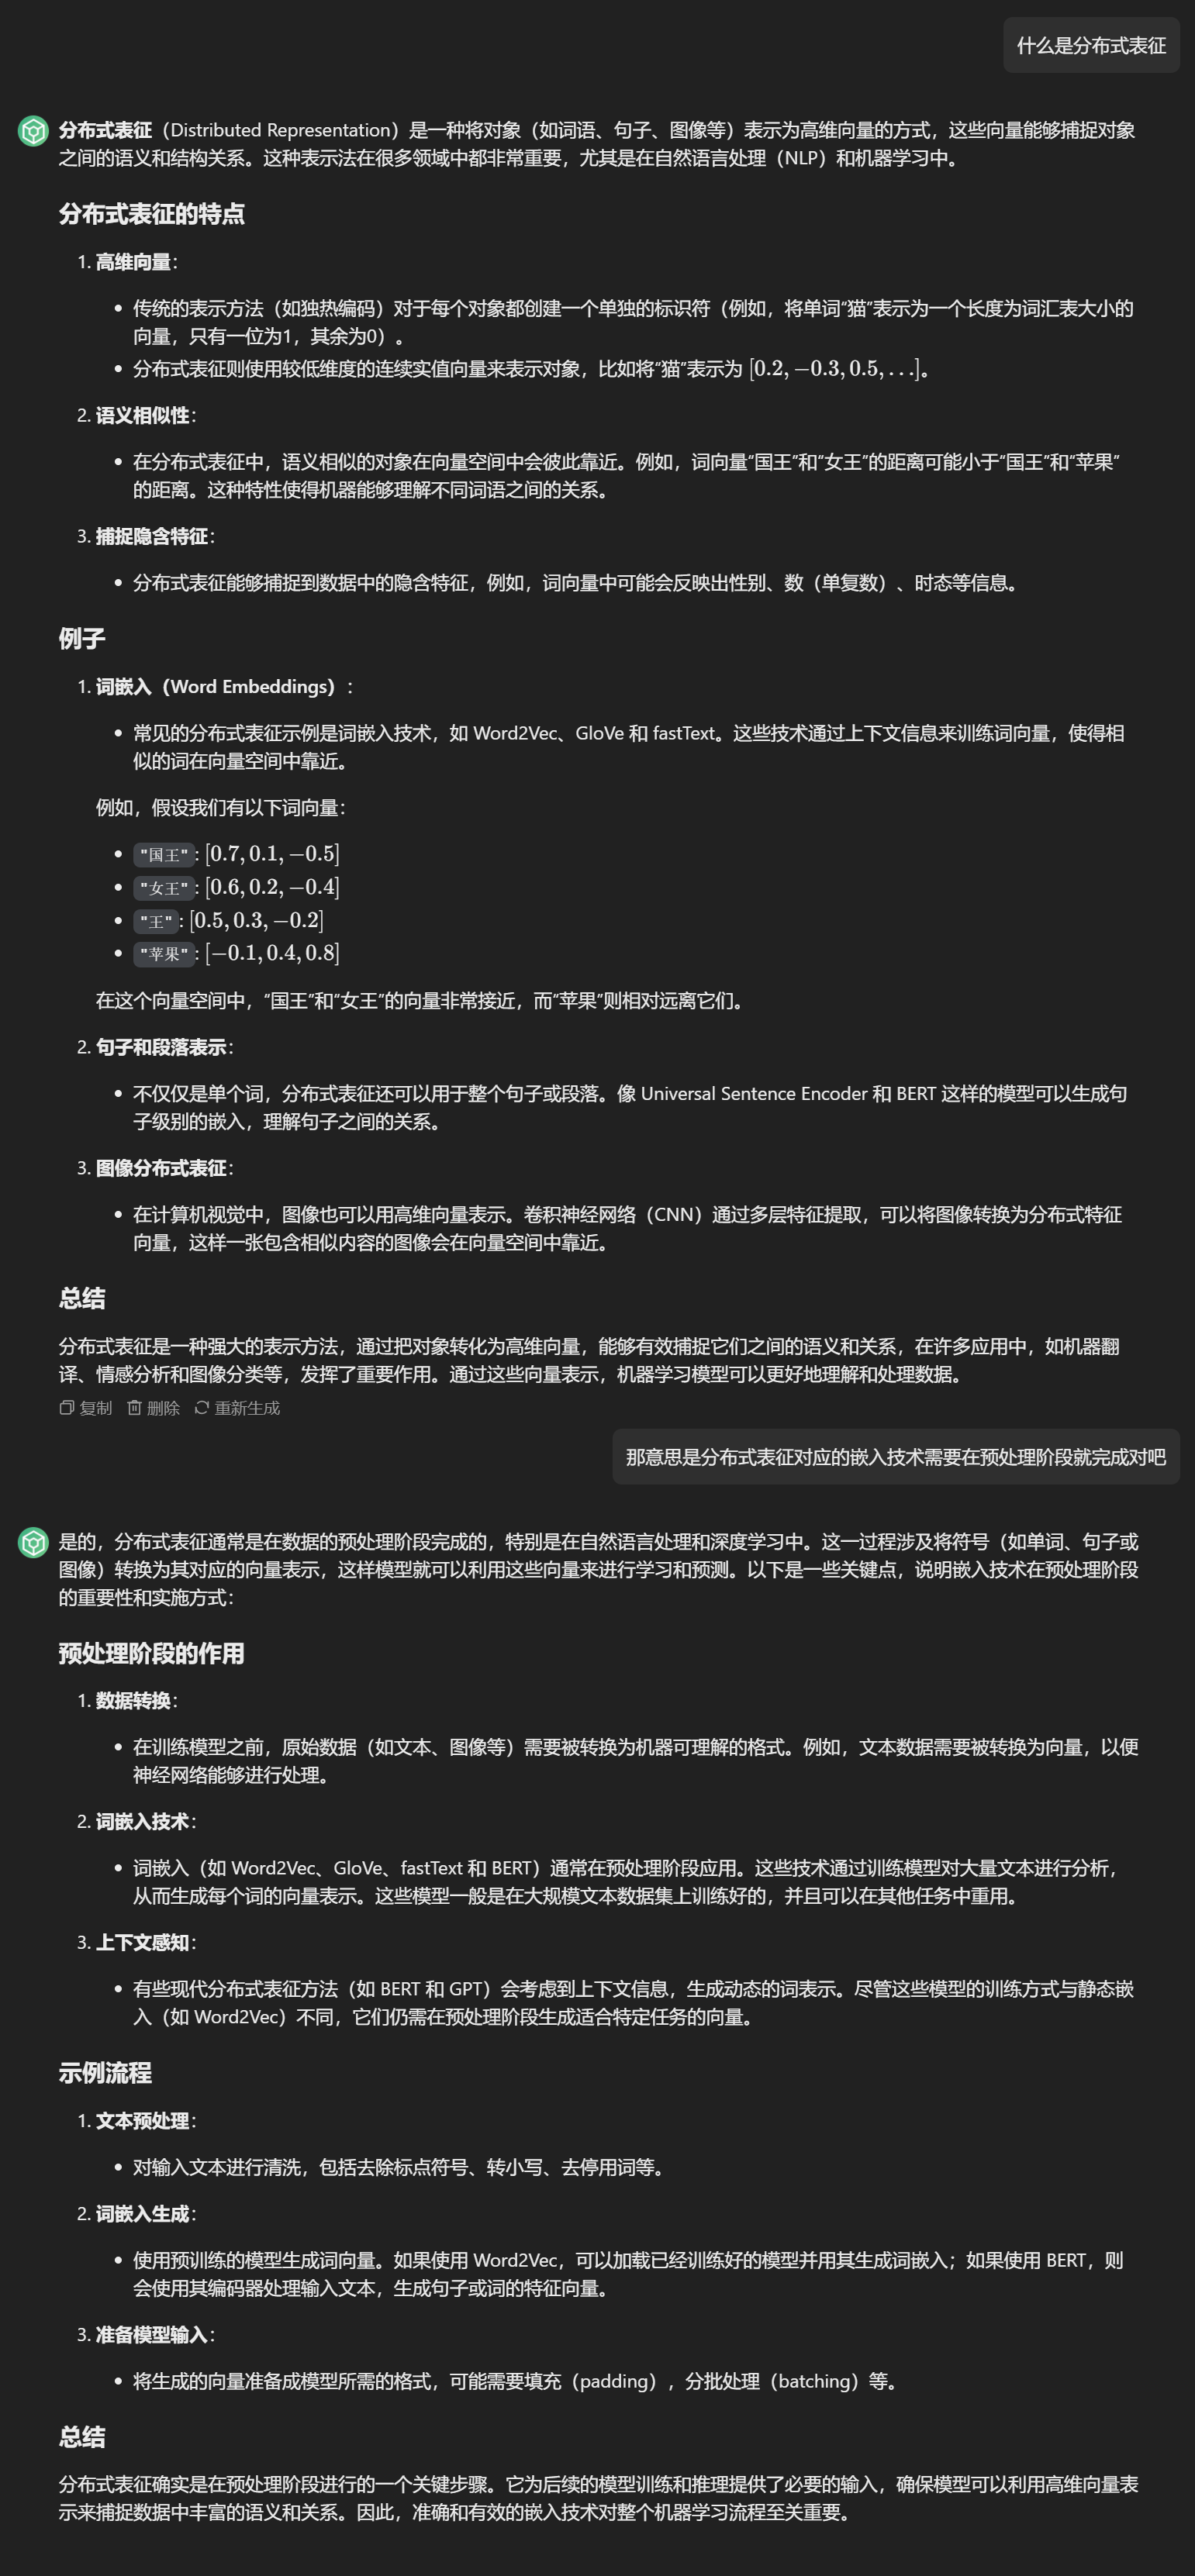 什么是分布式表征
分布式表征（Distributed Representation）是一种将对象（如词语、句子、图像等）表示为高维向量的方式，这些向量能够捕捉对象
之间的语义和结构关系。这种表示法在很多领域中都非常重要，尤其是在自然语言处理（NLP）和机器学习中。
分布式表征的特点
1. 高维向量：
• 传统的表示方法（如独热编码）对于每个对象都创建一个单独的标识符（例如，将单词“猫”表示为一个长度为词汇表大小的
向量，只有一位为1，其余为0）。
• 分布式表征则使用较低维度的连续实值向量来表示对象，比如将“猫”表示为 [0.2, −0.3, 0.5, …]。
2. 语义相似性：
• 在分布式表征中，语义相似的对象在向量空间中会彼此靠近。例如，词向量“国王”和“女王”的距离可能小于“国王”和“苹果”
的距离。这种特性使得机器能够理解不同词语之间的关系。
3. 捕捉隐含特征：
• 分布式表征能够捕捉到数据中的隐含特征，例如，词向量中可能会反映出性别、数（单复数）、时态等信息。
例子
1. 词嵌入（Word Embeddings）：
• 常见的分布式表征示例是词嵌入技术，如 Word2Vec、GloVe 和 fastText。这些技术通过上下文信息来训练词向量，使得相
似的词在向量空间中靠近。
例如，假设我们有以下词向量：
• "国王": [0.7, 0.1, −0.5]
• "女王": [0.6, 0.2, −0.4]
• "王": [0.5, 0.3, −0.2]
• "苹果": [−0.1, 0.4, 0.8]
在这个向量空间中，“国王”和“女王”的向量非常接近，而“苹果”则相对远离它们。
2. 句子和段落表示：
• 不仅仅是单个词，分布式表征还可以用于整个句子或段落。像 Universal Sentence Encoder 和 BERT 这样的模型可以生成句
子级别的嵌入，理解句子之间的关系。
3. 图像分布式表征：
• 在计算机视觉中，图像也可以用高维向量表示。卷积神经网络（CNN）通过多层特征提取，可以将图像转换为分布式特征
向量，这样一张包含相似内容的图像会在向量空间中靠近。
总结
分布式表征是一种强大的表示方法，通过把对象转化为高维向量，能够有效捕捉它们之间的语义和关系，在许多应用中，如机器翻
译、情感分析和图像分类等，发挥了重要作用。通过这些向量表示，机器学习模型可以更好地理解和处理数据。
复制 删除 重新生成
那意思是分布式表征对应的嵌入技术需要在预处理阶段就完成对吧
是的，分布式表征通常是在数据的预处理阶段完成的，特别是在自然语言处理和深度学习中。这一过程涉及将符号（如单词、句子或
图像）转换为其对应的向量表示，这样模型就可以利用这些向量来进行学习和预测。以下是一些关键点，说明嵌入技术在预处理阶段
的重要性和实施方式：
预处理阶段的作用
1. 数据转换：
• 在训练模型之前，原始数据（如文本、图像等）需要被转换为机器可理解的格式。例如，文本数据需要被转换为向量，以便
神经网络能够进行处理。
2. 词嵌入技术：
• 词嵌入（如 Word2Vec、GloVe、fastText 和 BERT）通常在预处理阶段应用。这些技术通过训练模型对大量文本进行分析，
从而生成每个词的向量表示。这些模型一般是在大规模文本数据集上训练好的，并且可以在其他任务中重用。
3. 上下文感知：
• 有些现代分布式表征方法（如 BERT 和 GPT）会考虑到上下文信息，生成动态的词表示。尽管这些模型的训练方式与静态嵌
入（如 Word2Vec）不同，它们仍需在预处理阶段生成适合特定任务的向量。
示例流程
1. 文本预处理：
• 对输入文本进行清洗，包括去除标点符号、转小写、去停用词等。
2. 词嵌入生成：
• 使用预训练的模型生成词向量。如果使用 Word2Vec，可以加载已经训练好的模型并用其生成词嵌入；如果使用 BERT，则
会使用其编码器处理输入文本，生成句子或词的特征向量。
3. 准备模型输入：
• 将生成的向量准备成模型所需的格式，可能需要填充（padding），分批处理（batching）等。
总结
分布式表征确实是在预处理阶段进行的一个关键步骤。它为后续的模型训练和推理提供了必要的输入，确保模型可以利用高维向量表
示来捕捉数据中丰富的语义和关系。因此，准确和有效的嵌入技术对整个机器学习流程至关重要。